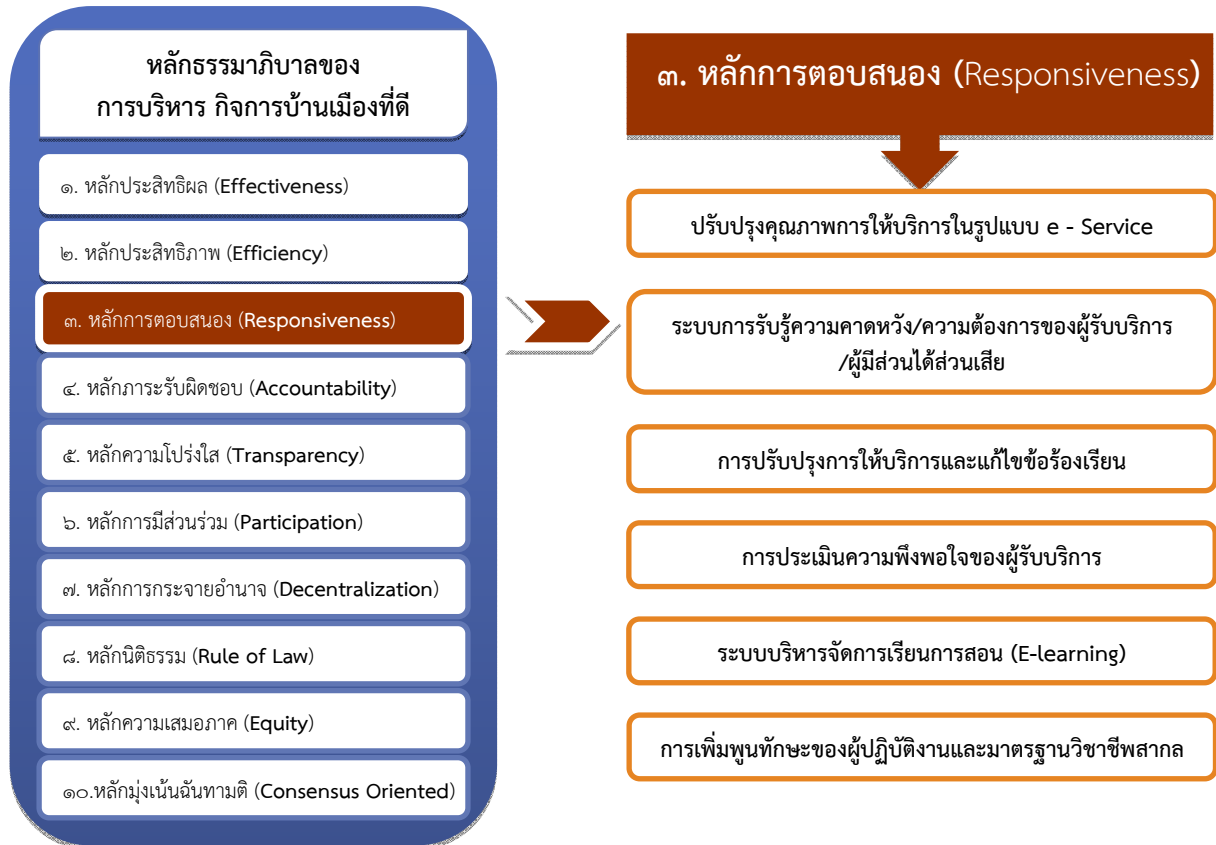 หลักธรรมาภิบาลของ
การบริหาร กิจการบ้านเมืองที่ดี
๑. หลักประสิทธิผล (Effectiveness)
๒. หลักประสิทธิภาพ (Efficiency)
๓. หลักการตอบสนอง (Responsiveness)
๔. หลักภาระรับผิดชอบ (Accountability)
๕. หลักความโปร่งใส (Transparency)
๖. หลักการมีส่วนร่วม (Participation)
๗. หลักการกระจายอำนาจ (Decentralization)
๘. หลักนิติธรรม (Rule of Law)
๙. หลักความเสมอภาค (Equity)
๑๐.หลักมุ่งเน้นฉันทามติ (Consensus Oriented)
๓. หลักการตอบสนอง (Responsiveness)
ปรับปรุงคุณภาพการให้บริการในรูปแบบ e - Service
ระบบการรับรู้ความคาดหวัง/ความต้องการของผู้รับบริการ
/ผู้มีส่วนได้ส่วนเสีย
การปรับปรุงการให้บริการและแก้ไขข้อร้องเรียน
การประเมินความพึงพอใจของผู้รับบริการ
ระบบบริหารจัดการเรียนการสอน (E-learning)
การเพิ่มพูนทักษะของผู้ปฏิบัติงานและมาตรฐานวิชาชีพสากล